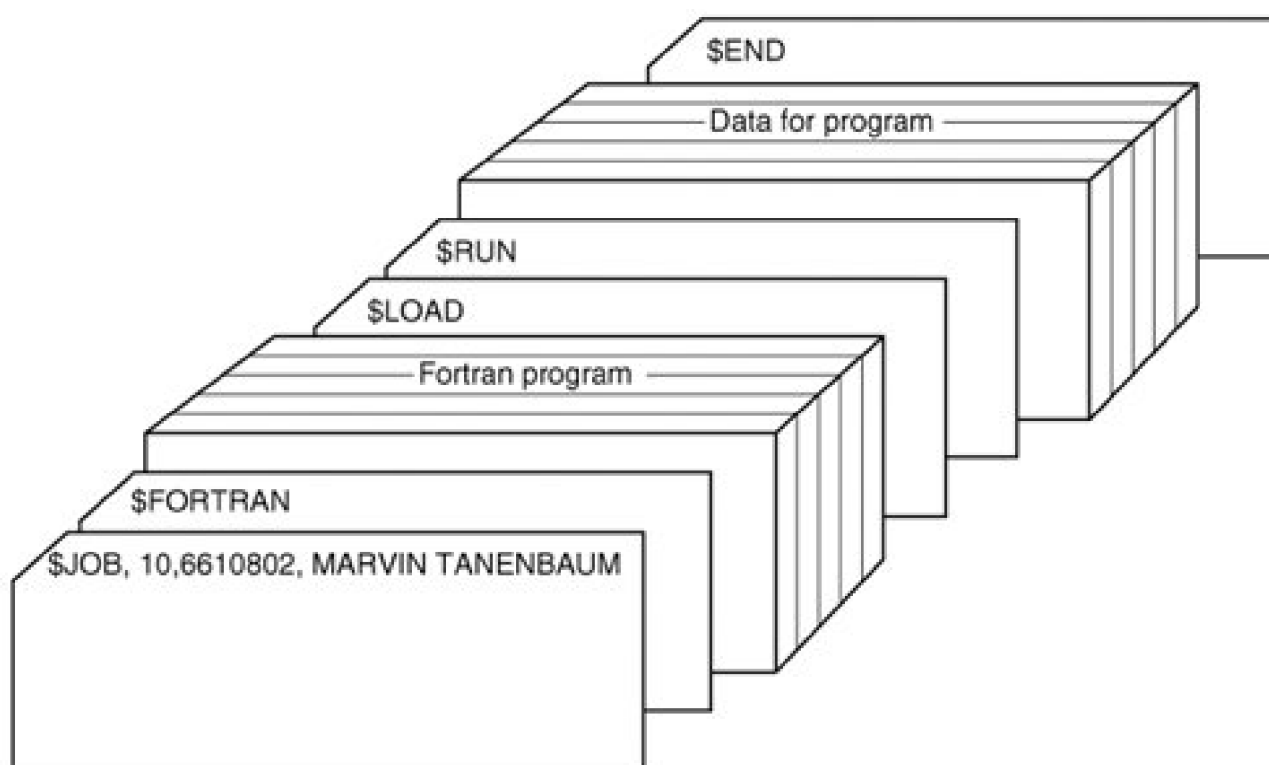 $END
Data for program
$RUN
$LOAD
Fortran program
$FORTRAN
$JOB, 10,6610802, MARVIN TANENBAUM